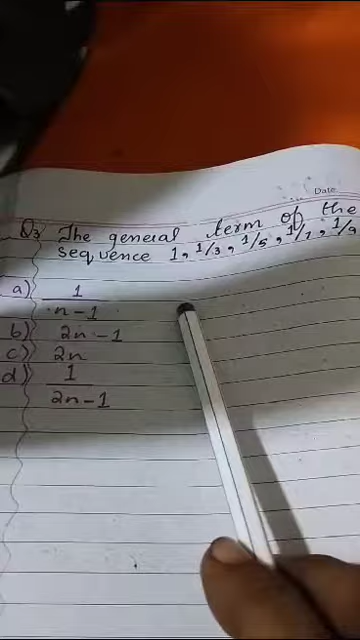 Date
Q3 The general term of the
sequence 1, 1/3, 1/5, 1/7, 1/9
a) 1/n-1
b) 2n-1
c) 2n
d) 1/2n-1